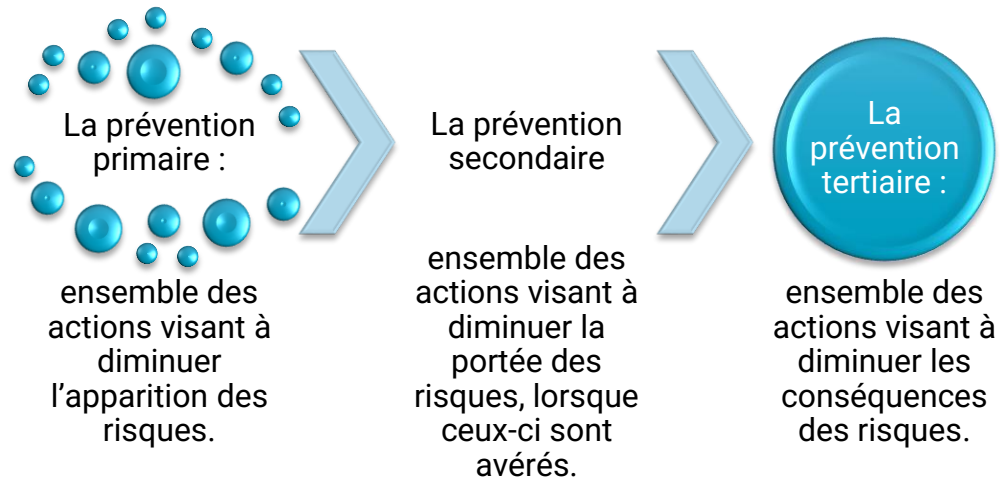 La prévention
primaire :
ensemble des
actions visant à
diminuer
l’apparition des
risques.
La prévention
secondaire
ensemble des
actions visant à
diminuer la
portée des
risques, lorsque
ceux-ci sont
avérés.
La
prévention
tertiaire :
ensemble des
actions visant à
diminuer les
conséquences
des risques.